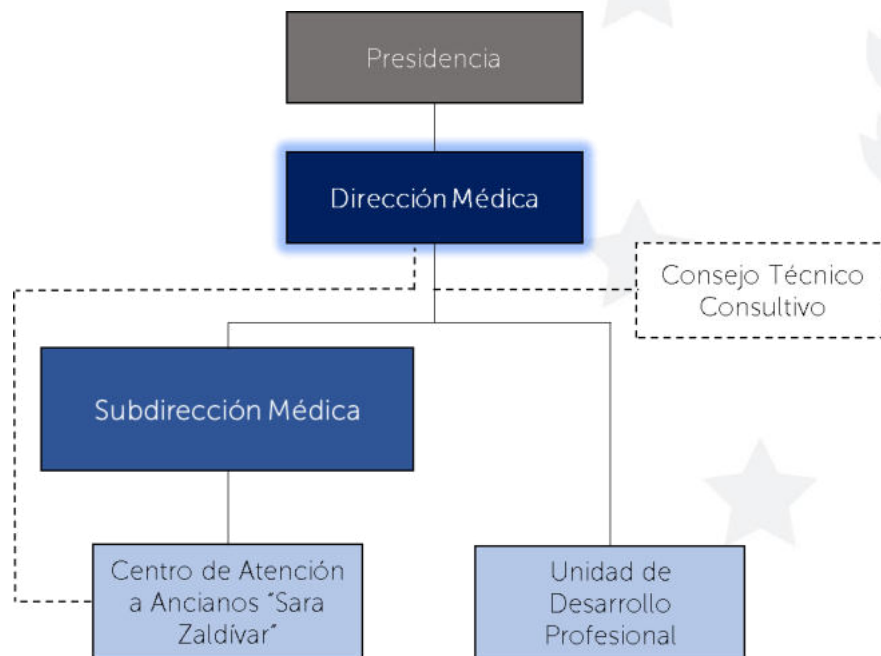 Presidencia
Dirección Médica
Consejo Técnico
Consultivo
Subdirección Médica
Centro de Atención
a Ancianos “Sara
Zaldívar”
Unidad de
Desarrollo
Profesional